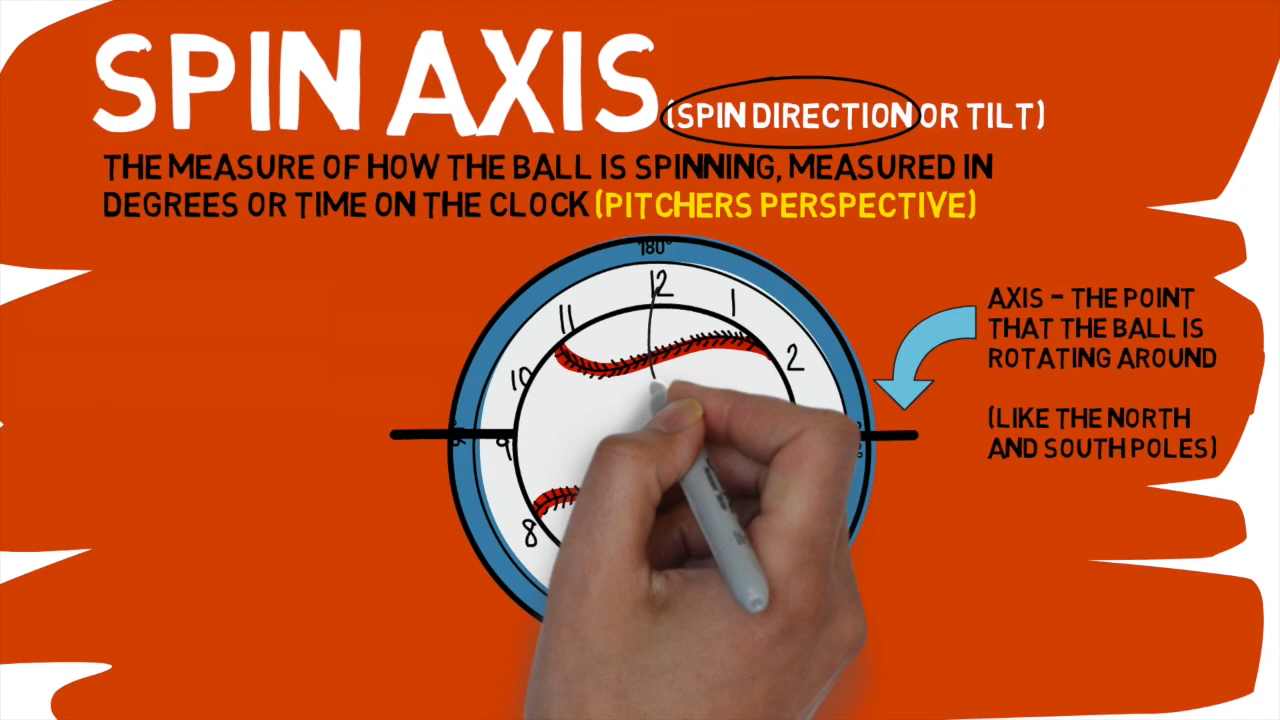 SPIN AXIS
(SPIN DIRECTION OR TILT)
THE MEASURE OF HOW THE BALL IS SPINNING, MEASURED IN
DEGREES OR TIME ON THE CLOCK (PITCHERS PERSPECTIVE)
180°
12
11
1
10
2
9
8
AXIS - THE POINT
THAT THE BALL IS
ROTATING AROUND
(LIKE THE NORTH
AND SOUTH POLES)